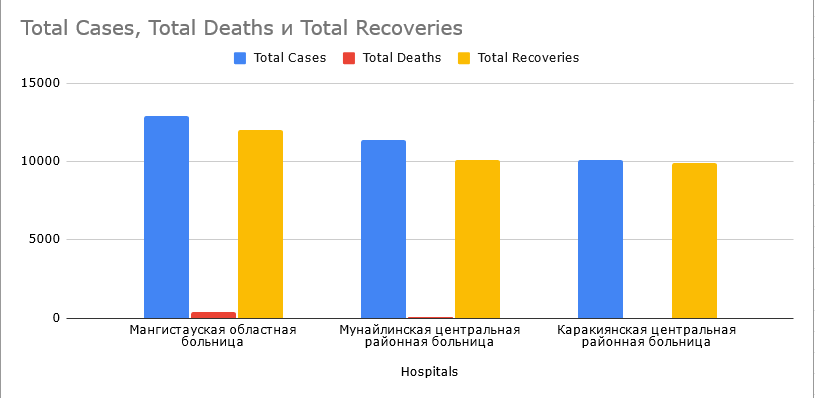 Total Cases, Total Deaths и Total Recoveries
Total Cases
Total Deaths
Total Recoveries
15000
10000
5000
0
Мангистауская областная
больница
Мунайлинская центральная
районная больница
Каракиянская центральная
районная больница
Hospitals